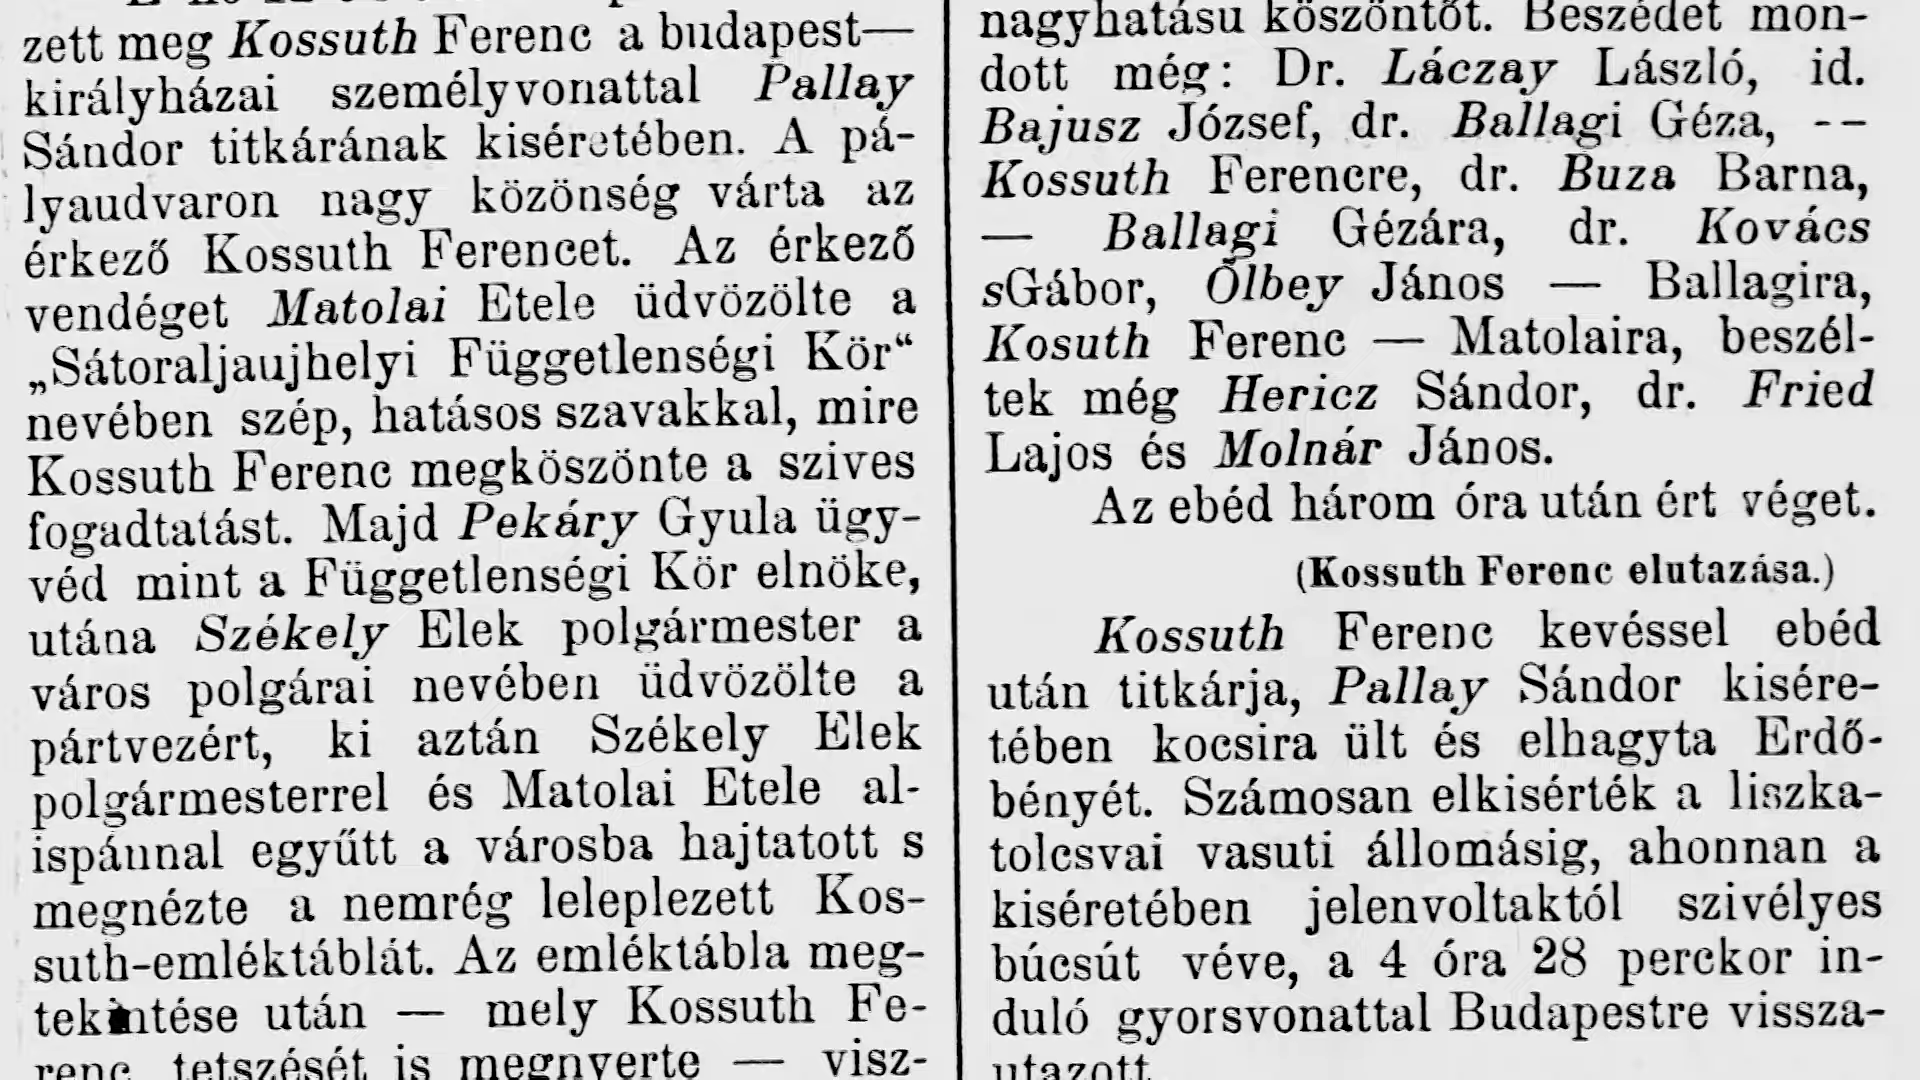 zett meg Kossuth Ferenc a budapest—
királyházai személyvonattal Pallay
Sándor titkárának kiséretében. A pá-
lyaudvaron nagy közönség várta az
érkező Kossuth Ferencet. Az érkező
vendéget Matolai Etele üdvözölte a
„Sátoraljaujhelyi Függetlenségi Kör“
nevében szép, hatásos szavakkal, mire
Kossuth Ferenc megköszönte a szives
fogadtatást. Majd Pekáry Gyula ügy-
véd mint a Függetlenségi Kör elnöke,
utána Székely Elek polgármester a
város polgárai nevében üdvözölte a
pártvezért, ki aztán Székely Elek
polgármesterrel és Matolai Etele al-
ispánnal együtt a városba hajtatott s
megnézte a nemrég leleplezett Kos-
suth-emléktáblát. Az emléktábla meg-
tekintése után — mely Kossuth Fe-
renc tetszését is megnyerte — visz-
nagyhatásu köszöntőt. Beszédet mon-
dott még: Dr. Láczay László, id.
Bajusz József, dr. Ballagi Géza, --
Kossuth Ferencre, dr. Buza Barna,
— Ballagi Gézára, dr. Kovács
sGábor, Őlbey János — Ballagira,
Kosuth Ferenc — Matolaira, beszél-
tek még Hericz Sándor, dr. Fried
Lajos és Molnár János.
Az ebéd három óra után ért véget.
(Kossuth Ferenc elutazása.)
Kossuth Ferenc kevéssel ebéd
után titkárja, Pallay Sándor kisére-
tében kocsira ült és elhagyta Erdő-
bényét. Számosan elkisérték a liszka-
tolcsvai vasuti állomásig, ahonnan a
kiséretében jelenvoltaktól szivélyes
búcsút véve, a 4 óra 28 perckor in-
duló gyorsvonattal Budapestre vissza-
utazott